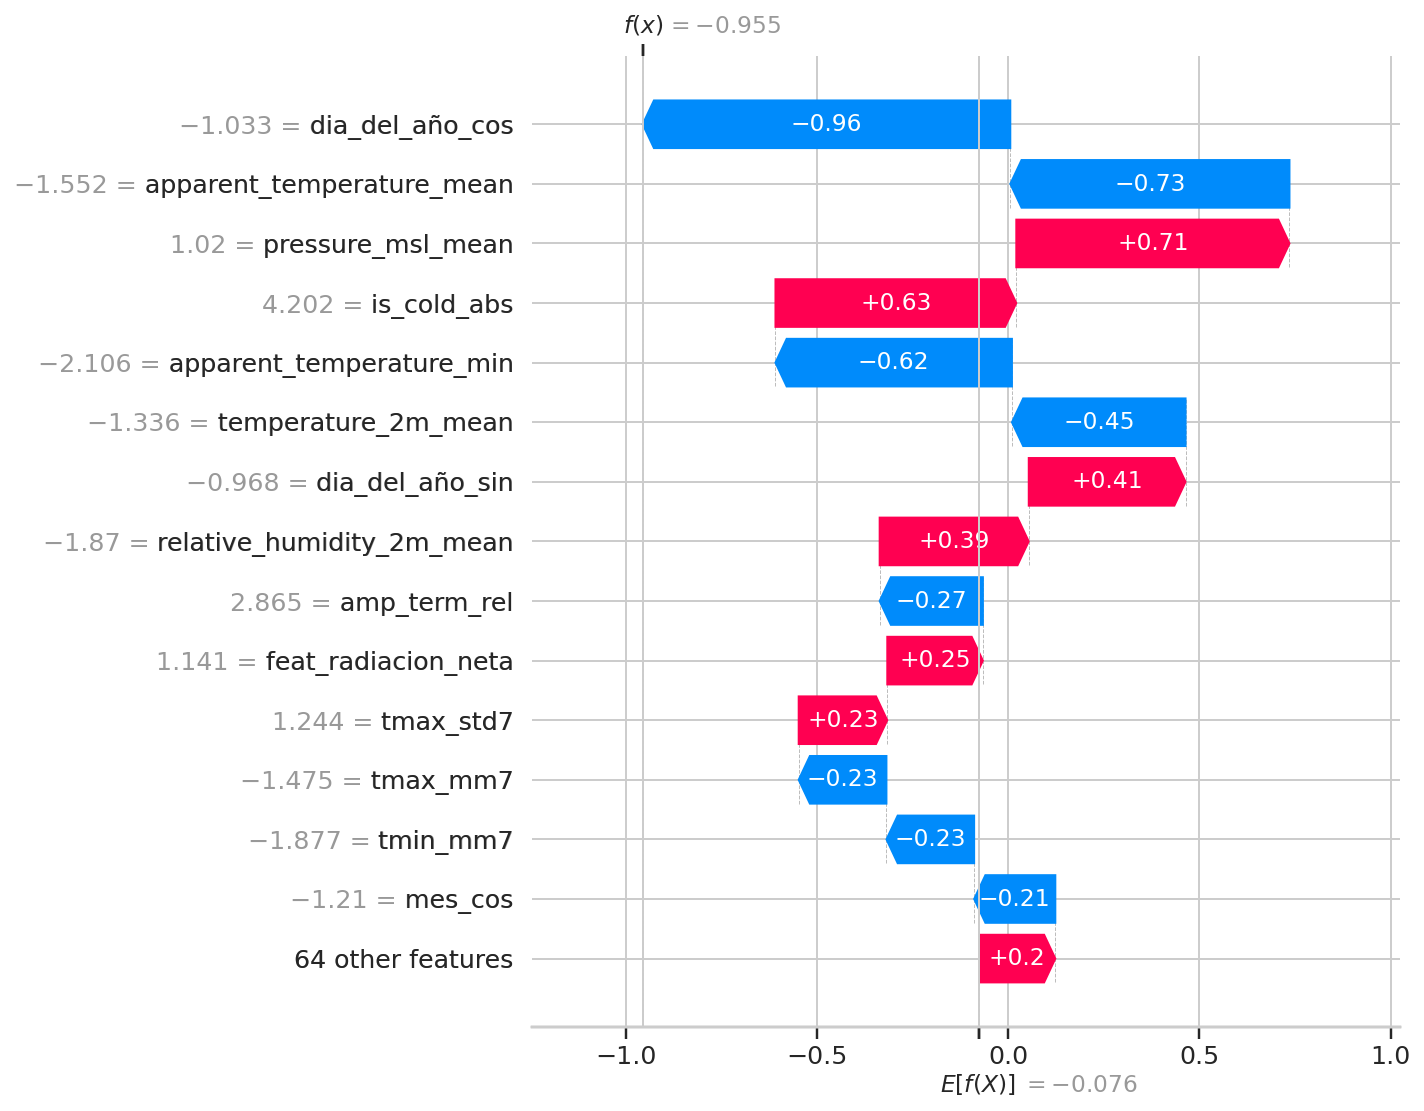 f(x) = −0.955
−1.033 = dia_del_año_cos −0.96
−1.552 = apparent_temperature_mean −0.73
1.02 = pressure_msl_mean +0.71
4.202 = is_cold_abs +0.63
−2.106 = apparent_temperature_min −0.62
−1.336 = temperature_2m_mean −0.45
−0.968 = dia_del_año_sin +0.41
−1.87 = relative_humidity_2m_mean +0.39
2.865 = amp_term_rel −0.27
1.141 = feat_radiacion_neta +0.25
1.244 = tmax_std7 +0.23
−1.475 = tmax_mm7 −0.23
−1.877 = tmin_mm7 −0.23
−1.21 = mes_cos −0.21
64 other features +0.2
−1.0 −0.5 0.0 0.5 1.0
E[f(X)] = −0.076